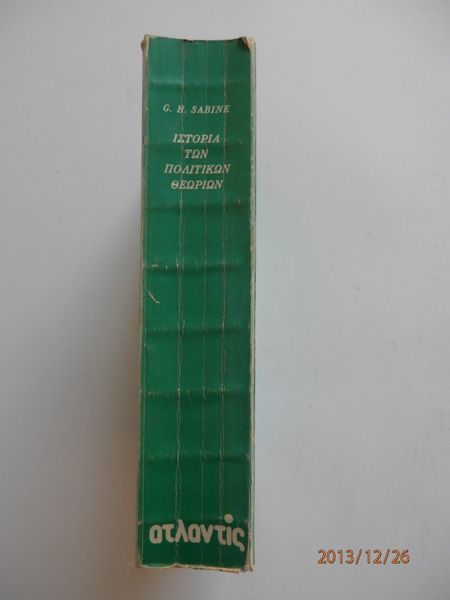 G. H. SABINE
ΙΣΤΟΡΙΑ
ΤΩΝ
ΠΟΛΙΤΙΚΩΝ
ΘΕΩΡΙΩΝ
ατλαντίς
2013/12/26